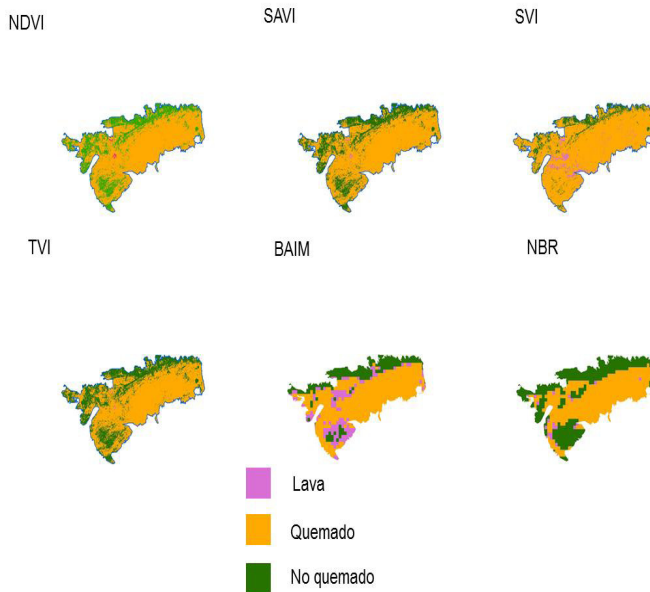 NDVI
SAVI
SVI
TVI
BAIM
NBR
Lava
Quemado
No quemado